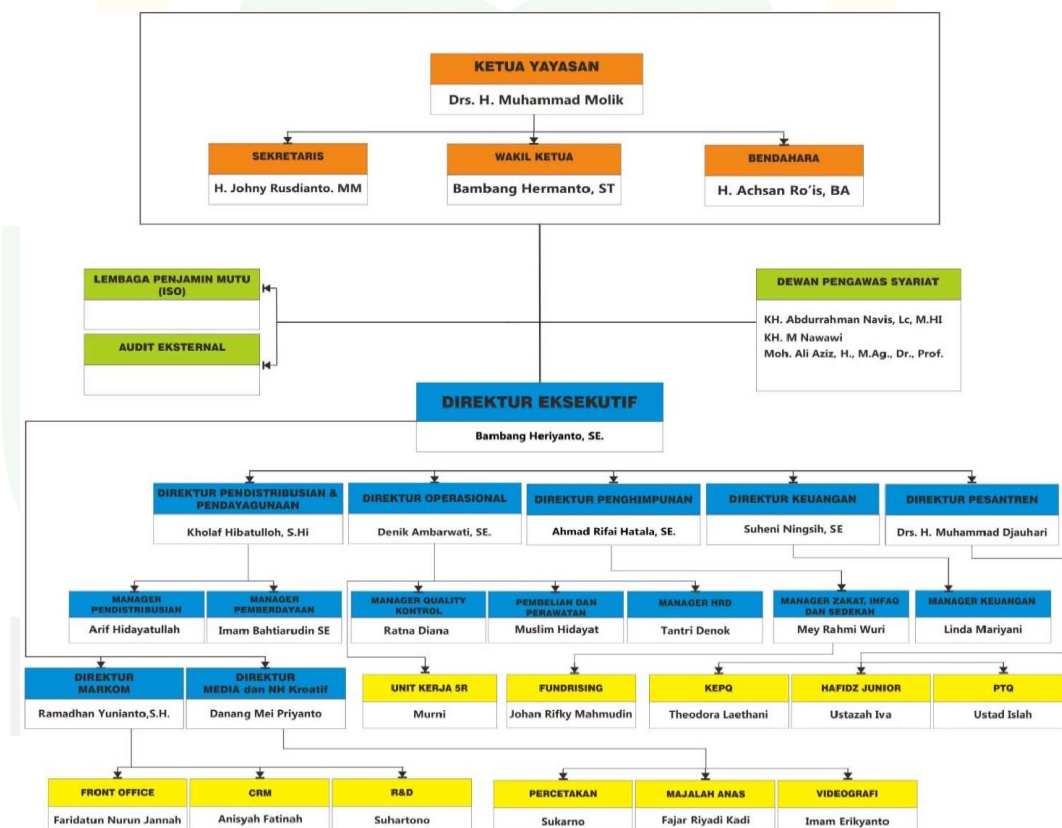 KETUA YAYASAN
Drs. H. Muhammad Molik
SEKRETARIS
H. Johny Rusdianto. MM
WAKIL KETUA
Bambang Hermanto, ST
BENDAHARA
H. Achsan Ro'is, BA
LEMBAGA PENJAMIN MUTU
(ISO)
AUDIT EKSTERNAL
DEWAN PENGAWAS SYARIAT
KH. Abdurrahman Navis, Lc, M.HI
KH. M Nawawi
Moh. Ali Aziz, H., M.Ag., Dr., Prof.
DIREKTUR EKSEKUTIF
Bambang Heriyanto, SE.
DIREKTUR PENDISTRIBUSIAN &
PENDAYAGUNAAN
Kholaf Hibatulloh, S.Hi
DIREKTUR OPERASIONAL
Denik Ambarwati, SE.
DIREKTUR PENGHIMPUNAN
Ahmad Rifai Hatala, SE.
DIREKTUR KEUANGAN
Suheni Ningsih, SE
DIREKTUR PESANTREN
Drs. H. Muhammad Djauhari
MANAGER
PENDISTRIBUSIAN
Arif Hidayatullah
MANAGER
PEMBERDAYAAN
Imam Bahtiarudin SE
MANAGER QUALITY
KONTROL
Ratna Diana
PEMBELIAN DAN
PERAWATAN
Muslim Hidayat
MANAGER HRD
Tantri Denok
MANAGER ZAKAT, INFAQ
DAN SEDEKAH
Mey Rahmi Wuri
MANAGER KEUANGAN
Linda Mariyani
DIREKTUR
MARKOM
Ramadhan Yunianto,S.H.
DIREKTUR
MEDIA dan NH Kreatif
Danang Mei Priyanto
UNIT KERJA 5R
Murni
FUNDRISING
Johan Rifky Mahmudin
KEPQ
Theodora Laethani
HAFIDZ JUNIOR
Ustazah Iva
PTQ
Ustad Islah
FRONT OFFICE
Faridatun Nurun Jannah
CRM
Anisyah Fatinah
R&D
Suhartono
PERCETAKAN
Sukarno
MAJALAH ANAS
Fajar Riyadi Kadi
VIDEOGRAFI
Imam Erikyanto